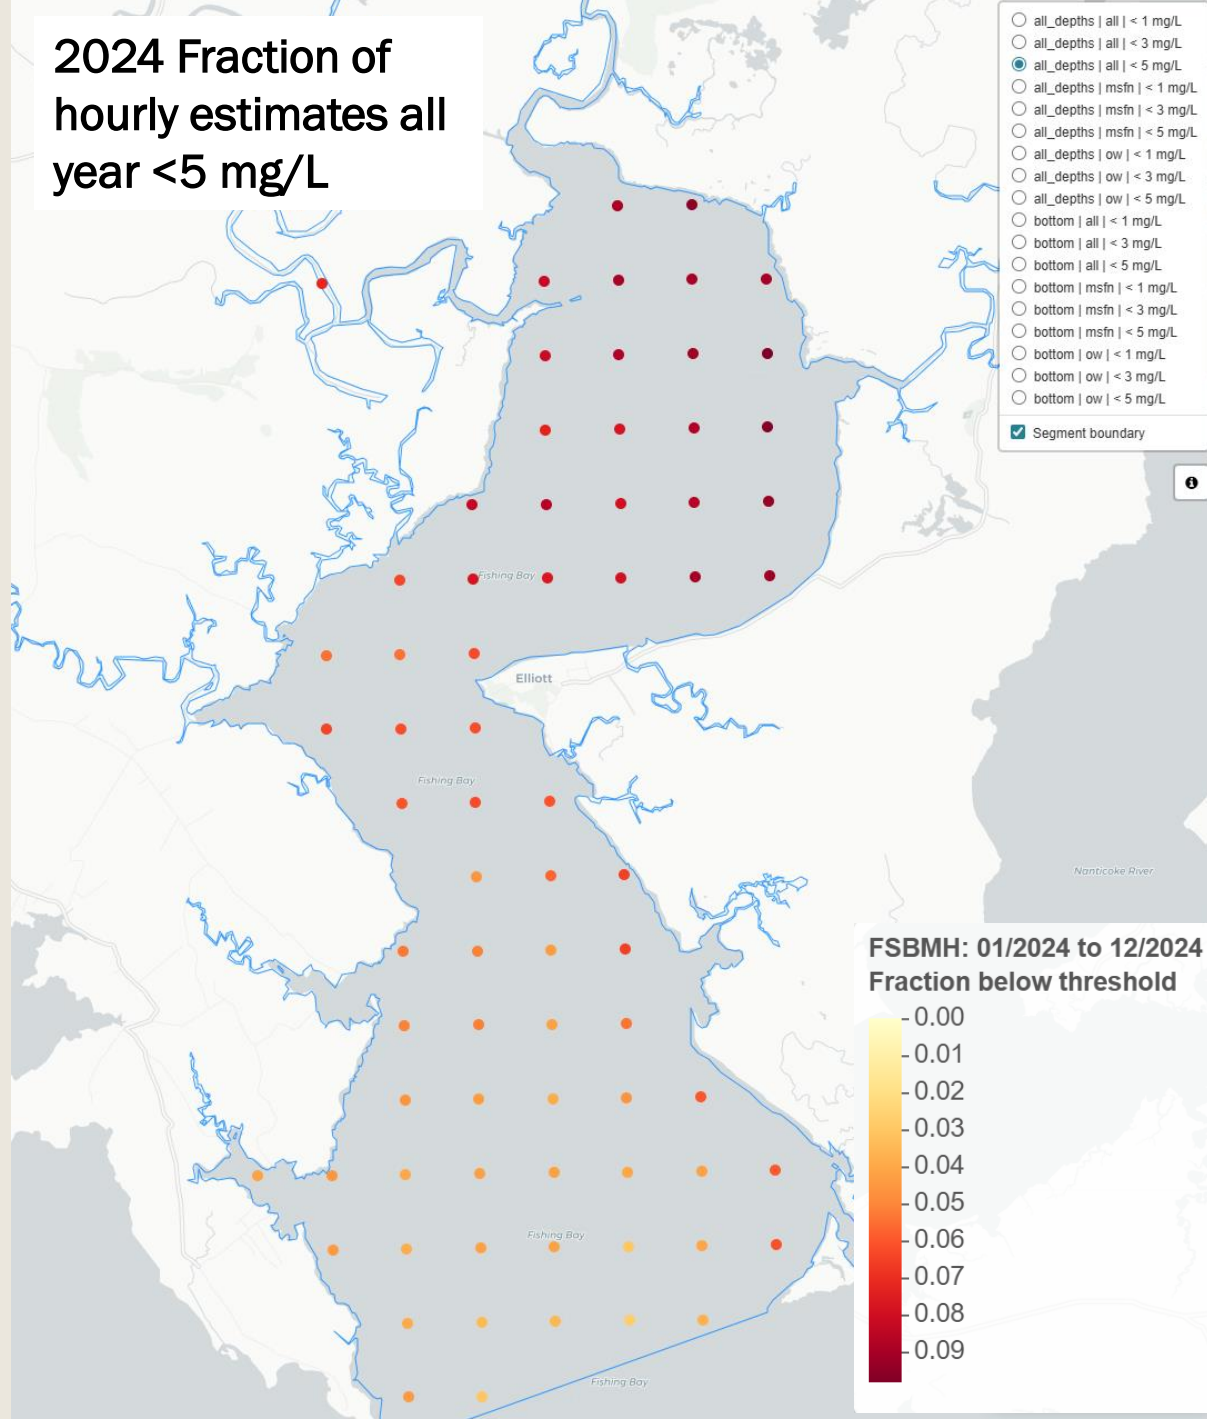 2024 Fraction of
hourly estimates all
year <5 mg/L
all_depths | all | < 1 mg/L
all_depths | all | < 3 mg/L
all_depths | all | < 5 mg/L
all_depths | msfn | < 1 mg/L
all_depths | msfn | < 3 mg/L
all_depths | msfn | < 5 mg/L
all_depths | ow | < 1 mg/L
all_depths | ow | < 3 mg/L
all_depths | ow | < 5 mg/L
bottom | all | < 1 mg/L
bottom | all | < 3 mg/L
bottom | all | < 5 mg/L
bottom | msfn | < 1 mg/L
bottom | msfn | < 3 mg/L
bottom | msfn | < 5 mg/L
bottom | ow | < 1 mg/L
bottom | ow | < 3 mg/L
bottom | ow | < 5 mg/L
Segment boundary
Fishing Bay
Elliott
Fishing Bay
Nanticoke River
Fishing Bay
Fishing Bay
FSBMH: 01/2024 to 12/2024
Fraction below threshold
0.00
0.01
0.02
0.03
0.04
0.05
0.06
0.07
0.08
0.09